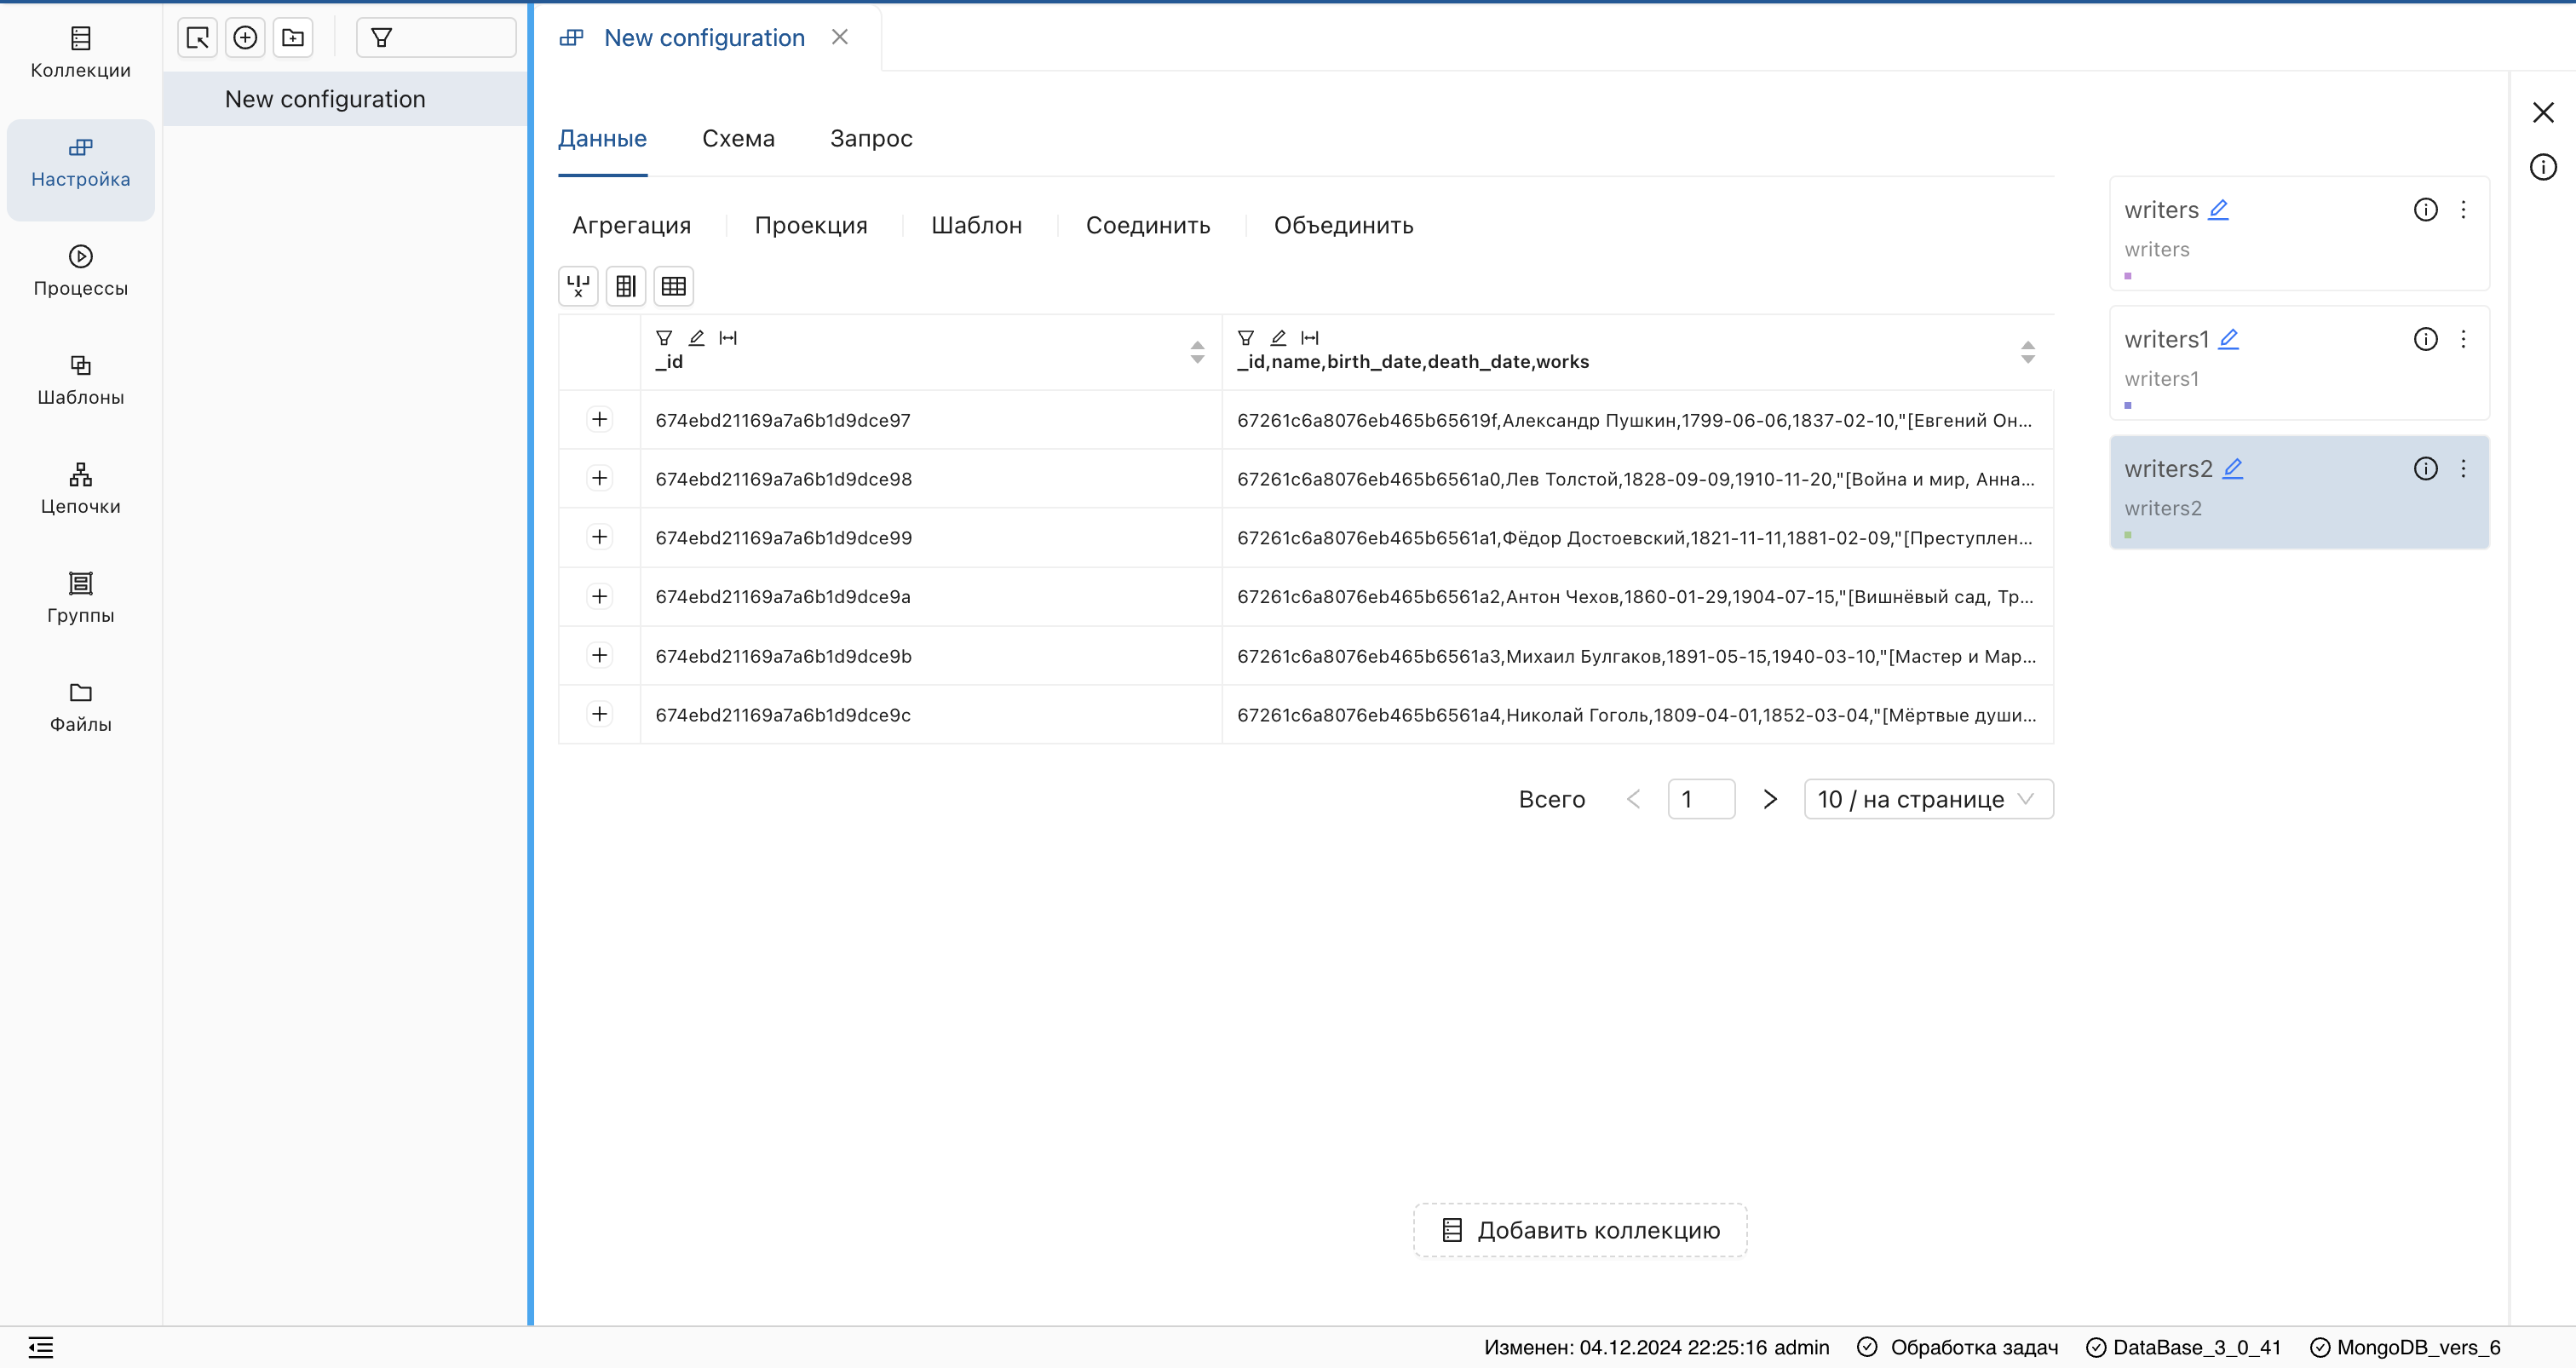 Коллекции
Настройка
Процессы
Шаблоны
Цепочки
Группы
Файлы
New configuration
New configuration
Данные Схема Запрос
Агрегация Проекция Шаблон Соединить Объединить
_id _id,name,birth_date,death_date,works
674ebd21169a7a6b1d9dce97 67261c6a8076eb465b65619f,Александр Пушкин,1799-06-06,1837-02-10,"[Евгений Он...
674ebd21169a7a6b1d9dce98 67261c6a8076eb465b6561a0,Лев Толстой,1828-09-09,1910-11-20,"[Война и мир, Анна...
674ebd21169a7a6b1d9dce99 67261c6a8076eb465b6561a1,Фёдор Достоевский,1821-11-11,1881-02-09,"[Преступлен...
674ebd21169a7a6b1d9dce9a 67261c6a8076eb465b6561a2,Антон Чехов,1860-01-29,1904-07-15,"[Вишнёвый сад, Тр...
674ebd21169a7a6b1d9dce9b 67261c6a8076eb465b6561a3,Михаил Булгаков,1891-05-15,1940-03-10,"[Мастер и Мар...
674ebd21169a7a6b1d9dce9c 67261c6a8076eb465b6561a4,Николай Гоголь,1809-04-01,1852-03-04,"[Мёртвые души...
Всего 1 10 / на странице
Добавить коллекцию
writers
writers
writers1
writers1
writers2
writers2
Изменен: 04.12.2024 22:25:16 admin Обработка задач DataBase_3_0_41 MongoDB_vers_6